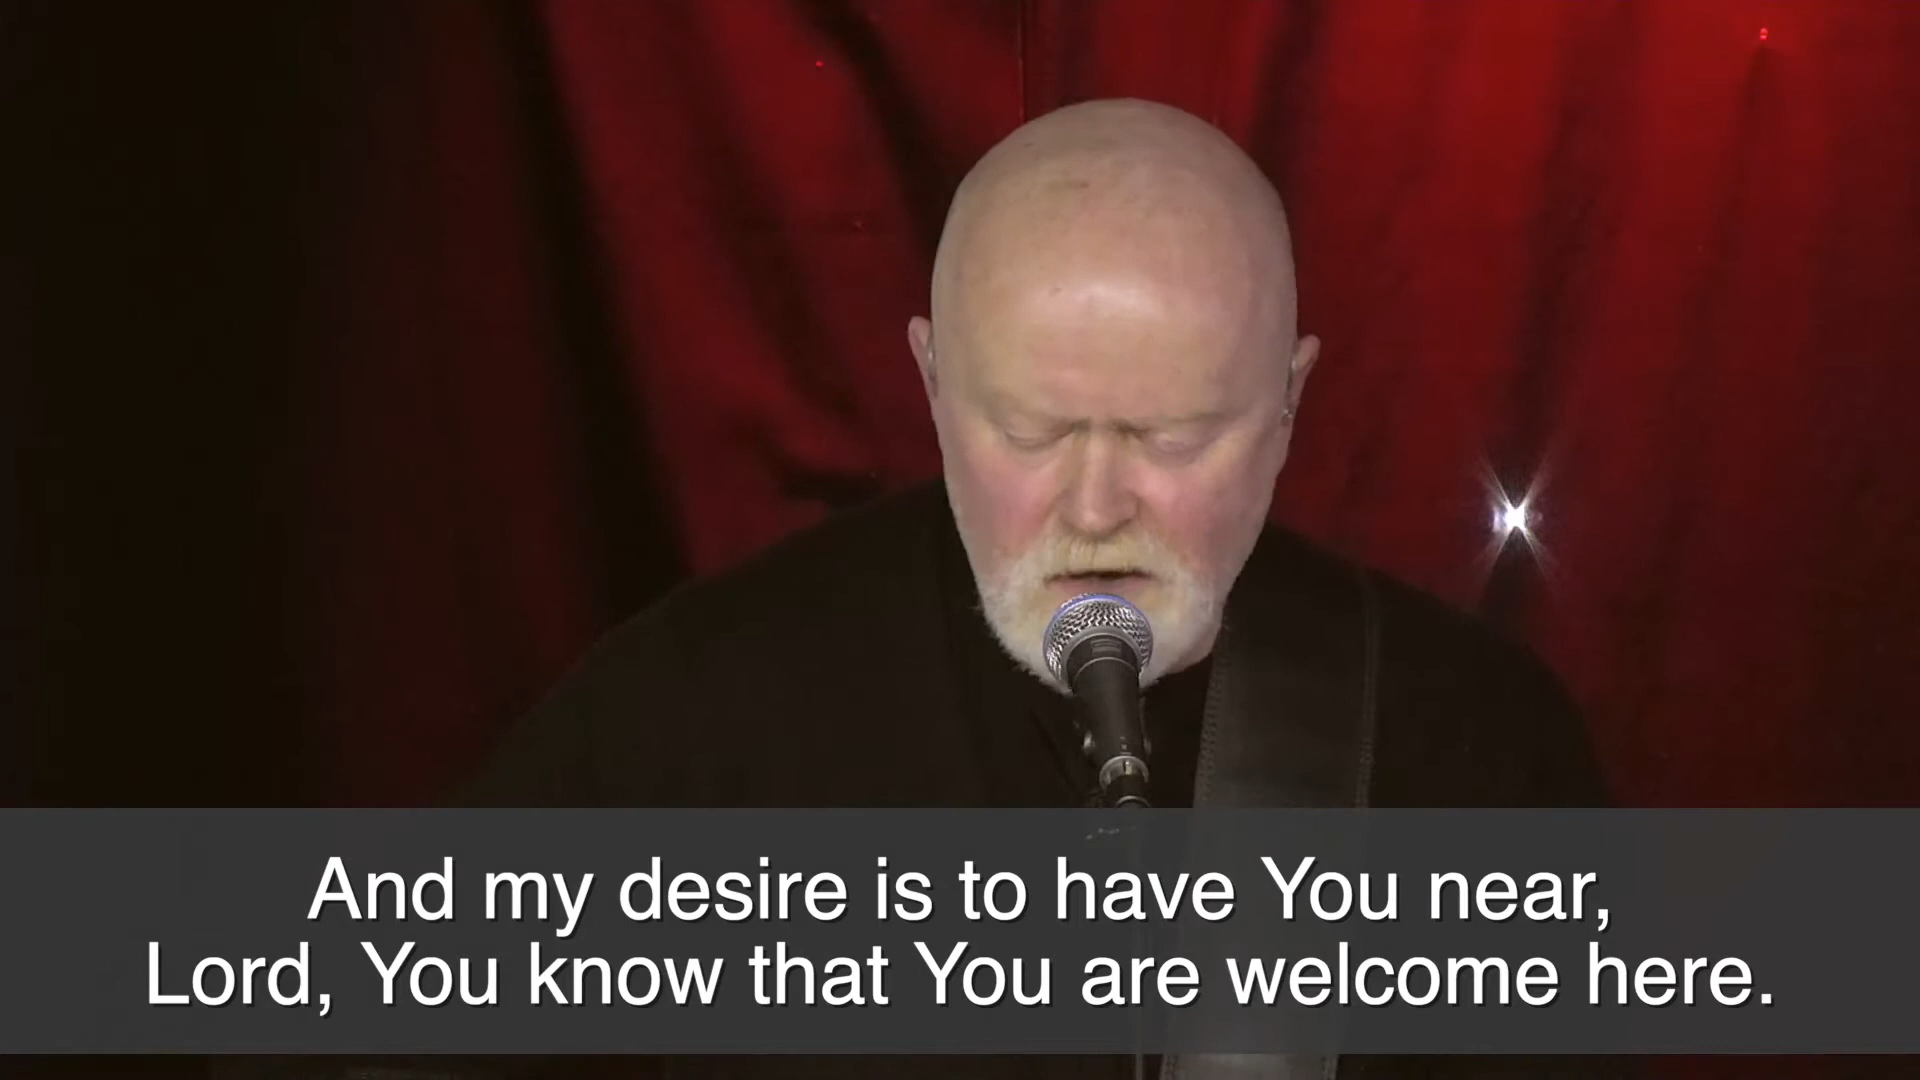 And my desire is to have You near,
Lord, You know that You are welcome here.